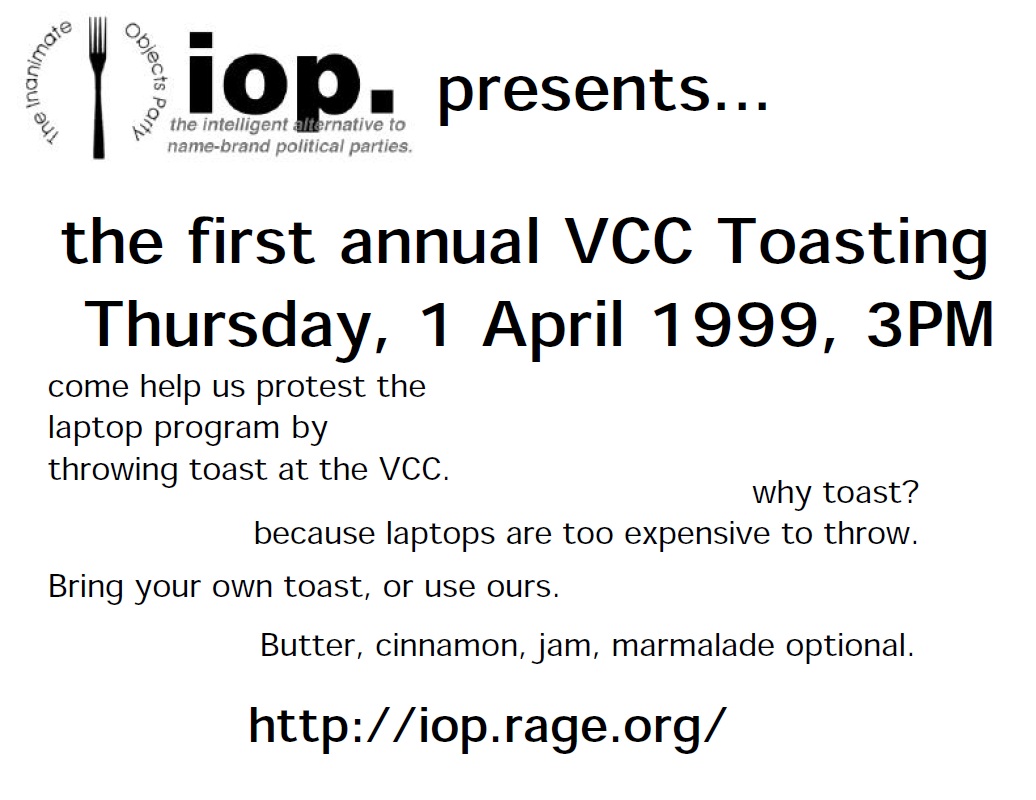 The Inanimate Objects Party
iop. presents...
the intelligent alternative to
name-brand political parties.
the first annual VCC Toasting
Thursday, 1 April 1999, 3PM
come help us protest the
laptop program by
throwing toast at the VCC.
why toast?
because laptops are too expensive to throw.
Bring your own toast, or use ours.
Butter, cinnamon, jam, marmalade optional.
http://iop.rage.org/